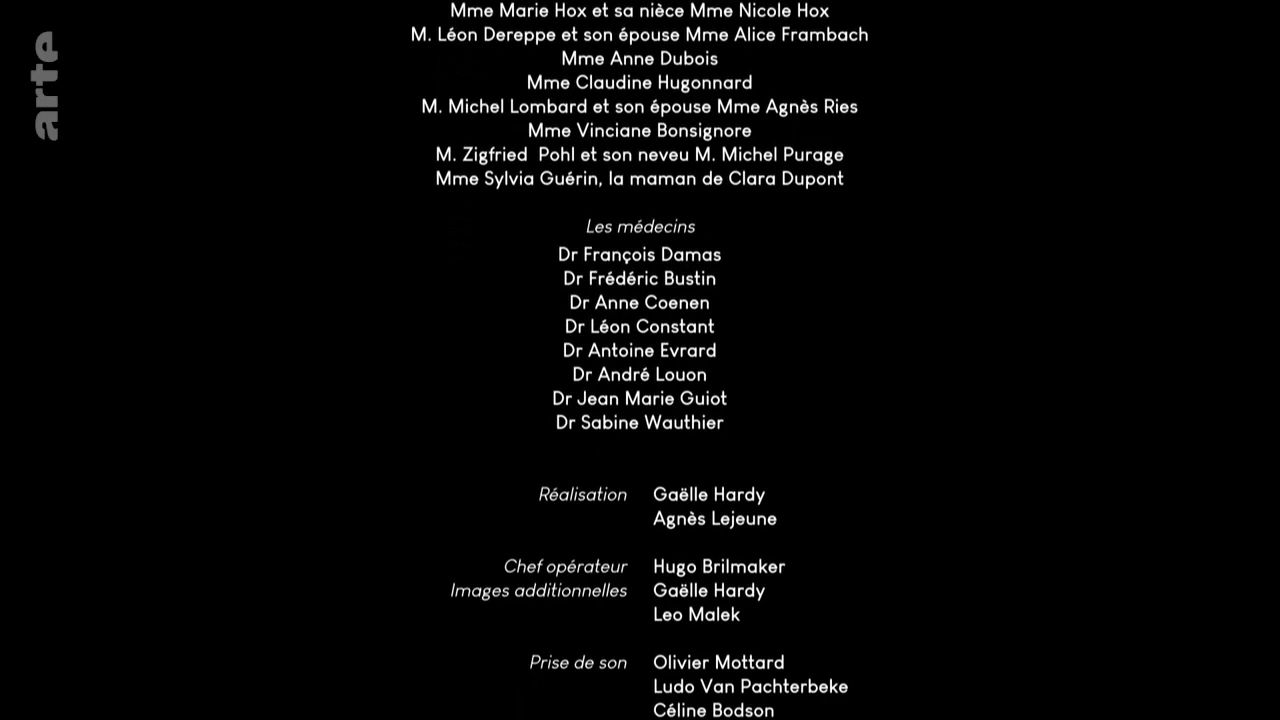 arte
Mme Marie Hox et sa nièce Mme Nicole Hox
M. Léon Dereppe et son épouse Mme Alice Frambach
Mme Anne Dubois
Mme Claudine Hugonnard
M. Michel Lombard et son épouse Mme Agnès Ries
Mme Vinciane Bonsignore
M. Zigfried  Pohl et son neveu M. Michel Purage
Mme Sylvia Guérin, la maman de Clara Dupont
Les médecins
Dr François Damas
Dr Frédéric Bustin
Dr Anne Coenen
Dr Léon Constant
Dr Antoine Evrard
Dr André Louon
Dr Jean Marie Guiot
Dr Sabine Wauthier
Réalisation Gaëlle Hardy
Agnès Lejeune
Chef opérateur Hugo Brilmaker
Images additionnelles Gaëlle Hardy
Leo Malek
Prise de son Olivier Mottard
Ludo Van Pachterbeke
Céline Bodson